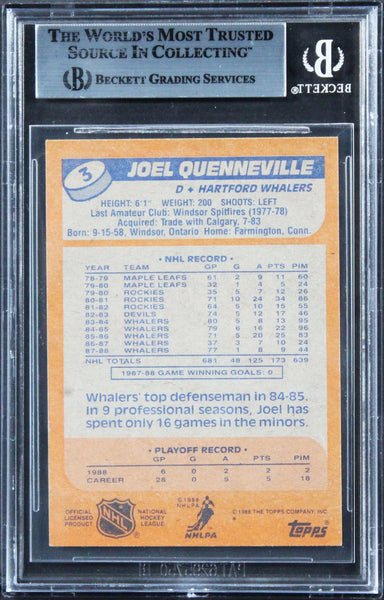 THE WORLD'S MOST TRUSTED
SOURCE IN COLLECTING™
B BECKETT GRADING SERVICES
B
BECKETT
3
JOEL QUENNEVILLE
D + HARTFORD WHALERS
HEIGHT: 6'1" WEIGHT: 200 SHOOTS: LEFT
Last Amateur Club: Windsor Spitfires (1977-78)
Acquired: Trade with Calgary, 7-83
Born: 9-15-58, Windsor, Ontario Home: Farmington, Conn.
• NHL RECORD •
YEAR TEAM GP G A PTS PIM
78-79 MAPLE LEAFS 61 2 9 11 60
79-80 MAPLE LEAFS 32 1 4 5 24
79-80 ROCKIES 35 5 7 12 26
80-81 ROCKIES 71 10 24 34 86
81-82 ROCKIES 64 5 10 15 55
82-83 DEVILS 74 5 12 17 46
83-84 WHALERS 80 5 8 13 95
84-85 WHALERS 79 6 16 22 96
85-86 WHALERS 71 5 20 25 83
86-87 WHALERS 37 3 7 10 24
87-88 WHALERS 77 1 8 9 44
NHL TOTALS 681 48 125 173 639
1987-88 GAME WINNING GOALS: 0
Whalers' top defenseman in 84-85.
In 9 professional seasons, Joel has
spent only 16 games in the minors.
• PLAYOFF RECORD •
GP G A PTS PIM
1988 6 0 2 2 2
CAREER 28 0 5 5 18
OFFICIAL
LICENSED
PRODUCT
NHL
NATIONAL
HOCKEY
LEAGUE
© 1988
NHLPA
NHLPA
© 1988 THE TOPPS COMPANY, INC.
Topps